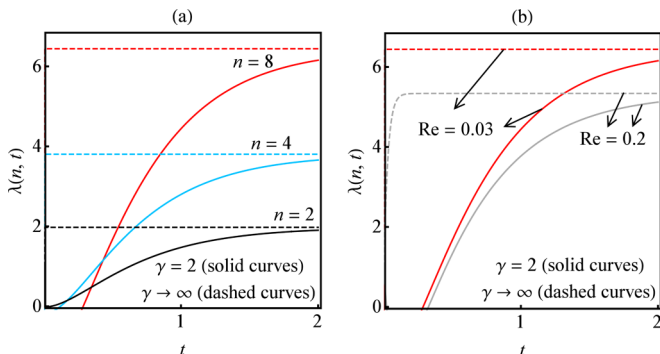 (a)
λ(n, t)
6
4
2
0
n = 8
n = 4
n = 2
γ = 2 (solid curves)
γ → ∞ (dashed curves)
1
2
t
(b)
λ(n, t)
6
4
2
0
Re = 0.03
Re = 0.2
γ = 2 (solid curves)
γ → ∞ (dashed curves)
1
2
t